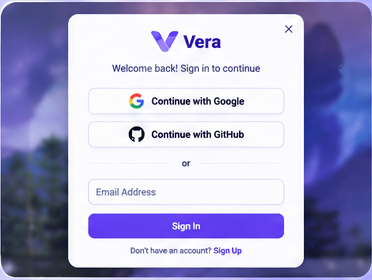 Vera
Welcome back! Sign in to continue
Continue with Google
Continue with GitHub
or
Email Address
Sign In
Don't have an account? Sign Up